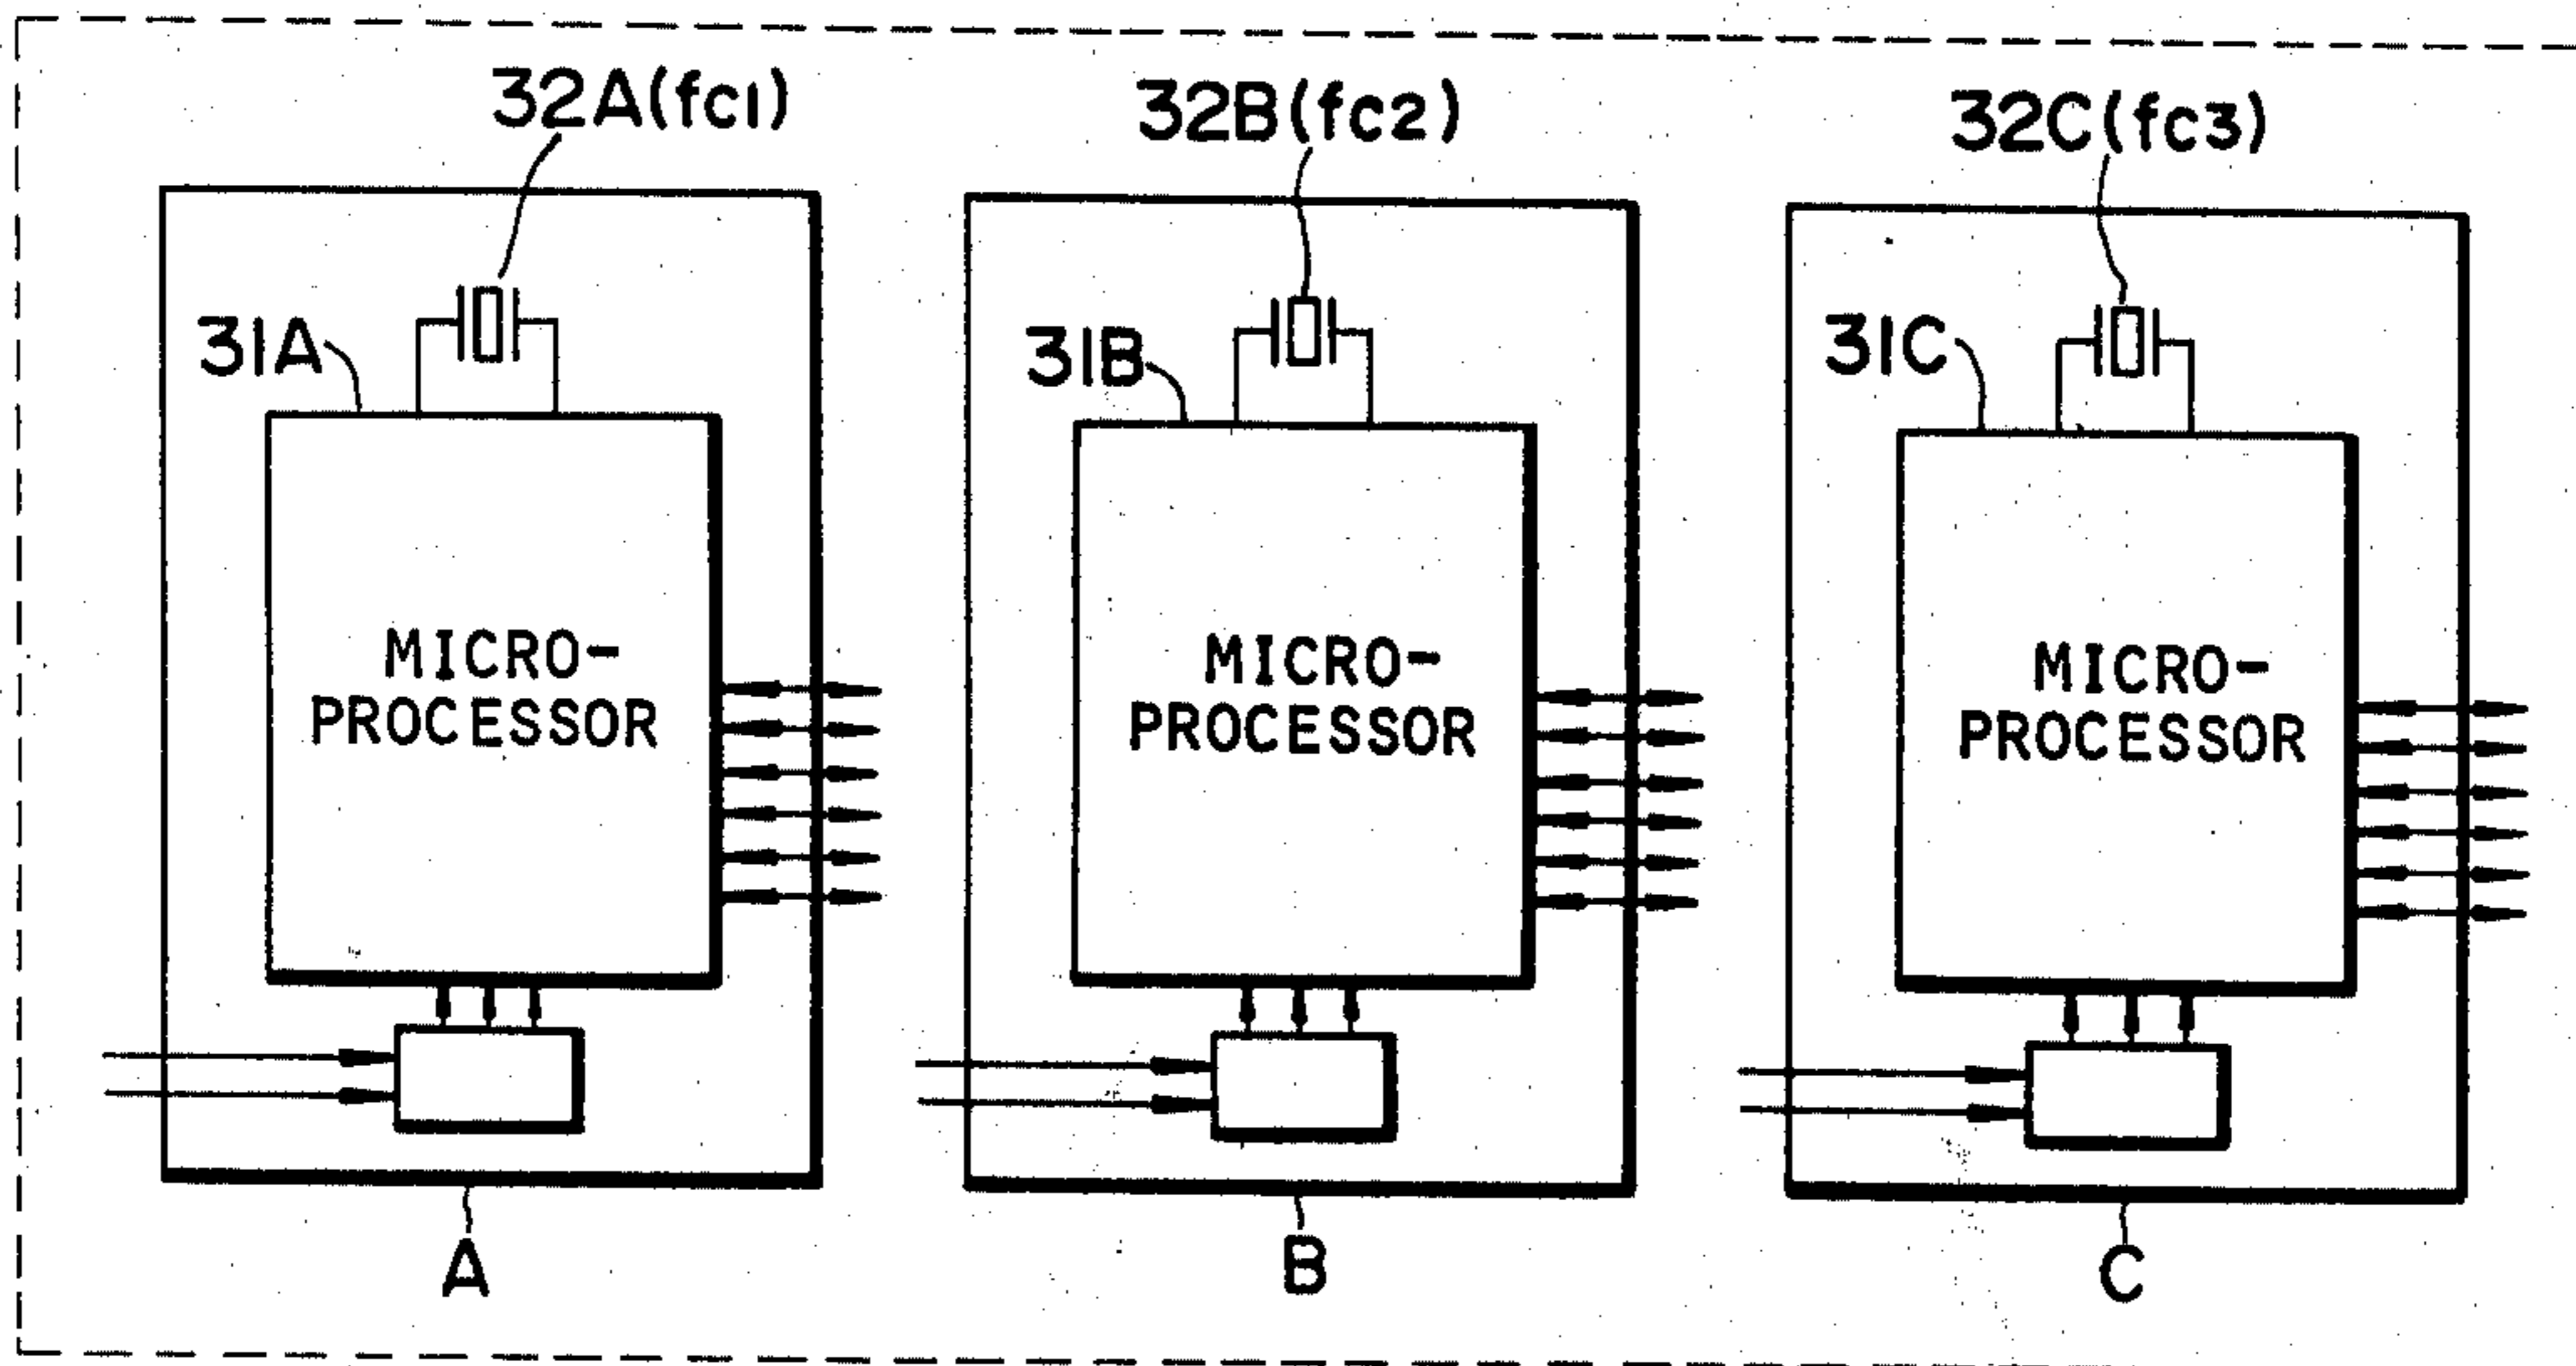 32A(fc1)
32B(fc2)
32C(fc3)
31A
31B
31C
MICRO-
PROCESSOR
MICRO-
PROCESSOR
MICRO-
PROCESSOR
A
B
C